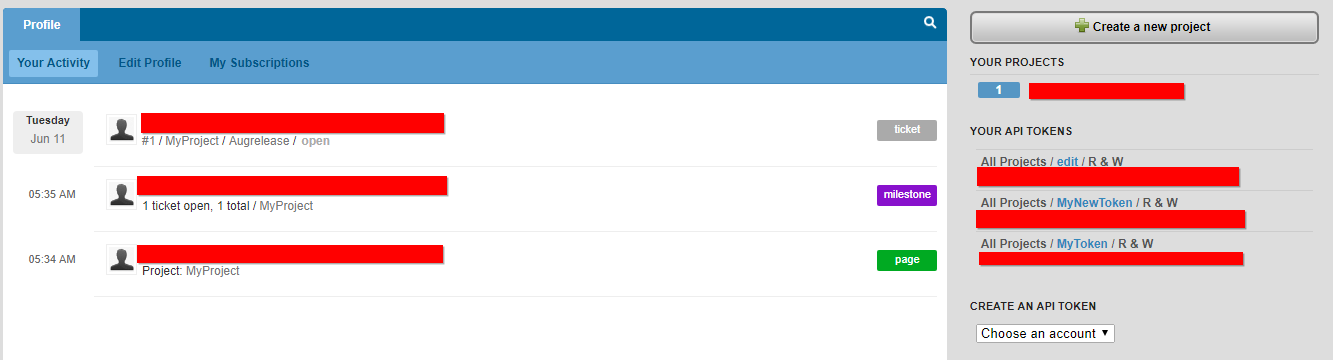 Profile
Your Activity Edit Profile My Subscriptions
Tuesday
Jun 11
#1 / MyProject / Augrelease / open
ticket
05:35 AM
1 ticket open, 1 total / MyProject
milestone
05:34 AM
Project: MyProject
page
Create a new project
YOUR PROJECTS
1
YOUR API TOKENS
All Projects / edit / R & W
All Projects / MyNewToken / R & W
All Projects / MyToken / R & W
CREATE AN API TOKEN
Choose an account